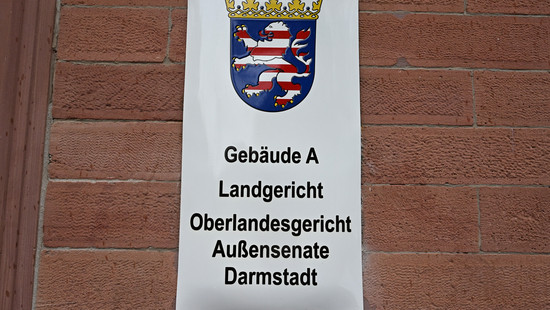 Gebäude A
Landgericht
Oberlandesgericht
Außensenate
Darmstadt